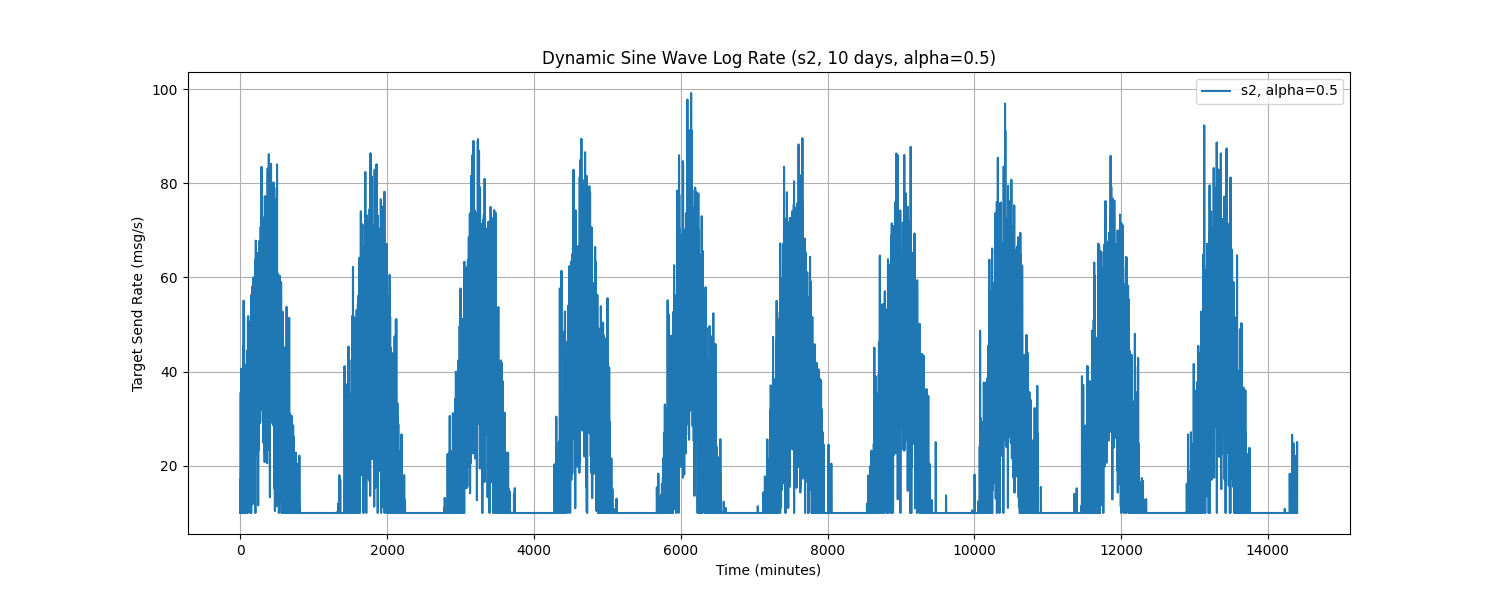 Dynamic Sine Wave Log Rate (s2, 10 days, alpha=0.5)
s2, alpha=0.5
100
80
60
40
20
Target Send Rate (msg/s)
0 2000 4000 6000 8000 10000 12000 14000
Time (minutes)